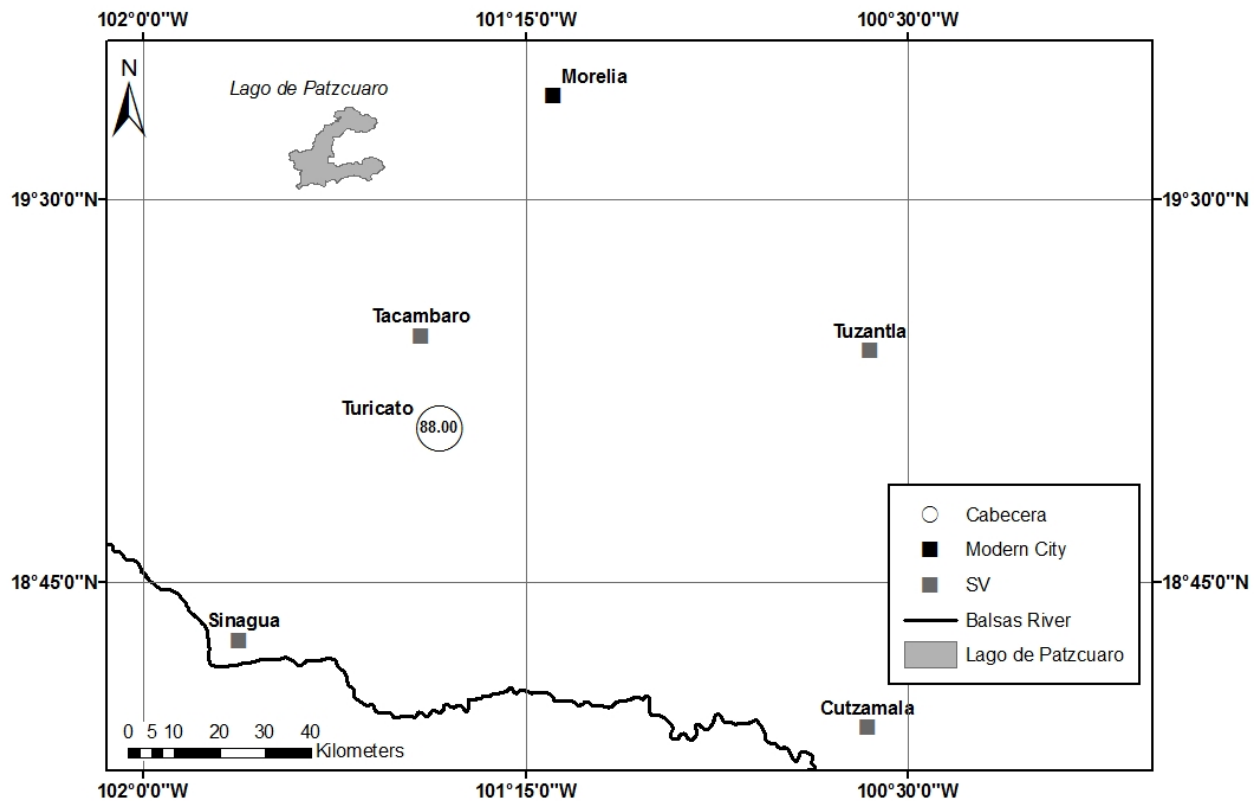 102°0'0"W
101°15'0"W
100°30'0"W
N
Lago de Patzcuaro
Morelia
19°30'0"N
19°30'0"N
Tacambaro
Tuzantla
Turicato
88.00
Cabecera
Modern City
SV
Balsas River
Lago de Patzcuaro
18°45'0"N
18°45'0"N
Sinagua
Cutzamala
0 5 10 20 30 40
Kilometers
102°0'0"W
101°15'0"W
100°30'0"W